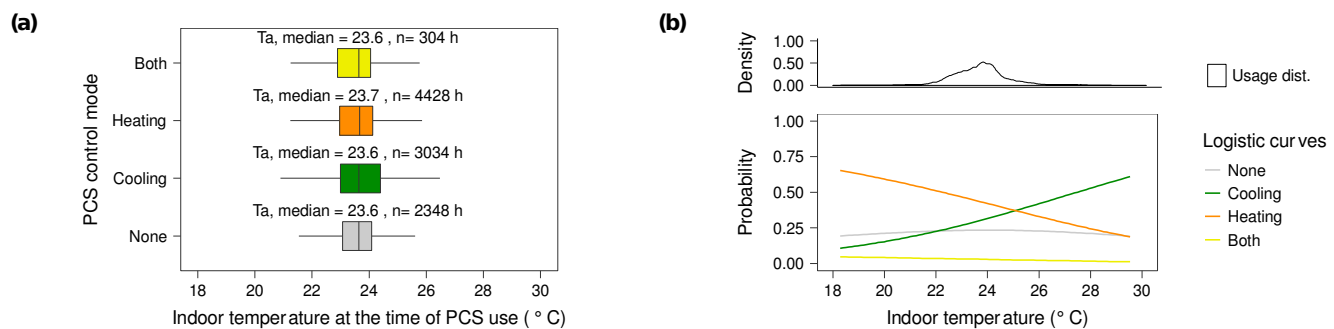 (a)
PCS control mode
Both
Heating
Cooling
None
Ta, median = 23.6 , n= 304 h
Ta, median = 23.7 , n= 4428 h
Ta, median = 23.6 , n= 3034 h
Ta, median = 23.6 , n= 2348 h
18 20 22 24 26 28 30
Indoor temperature at the time of PCS use ( ° C)
(b)
Density
1.00
0.50
0.00
Usage dist.
Probability
1.00
0.75
0.50
0.25
0.00
18 20 22 24 26 28 30
Indoor temperature (° C)
Logistic curves
None
Cooling
Heating
Both